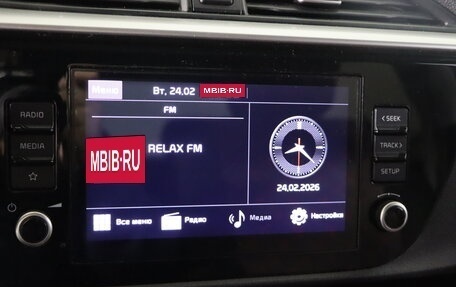 Меню
Вт, 24.02
MBIB·RU
RADIO
FM
< SEEK
MEDIA
MBIB·RU
RELAX FM
TRACK >
SETUP
24.02.2026
Все меню
Радио
Медиа
Настройки